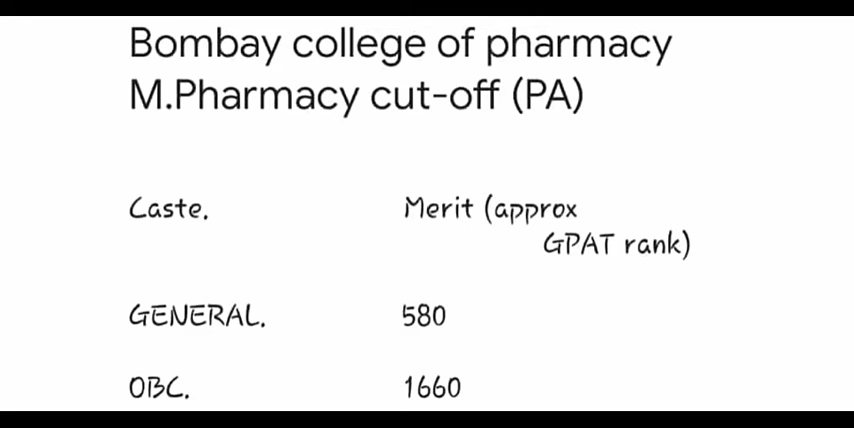 Bombay college of pharmacy
M.Pharmacy cut-off (PA)
Caste. Merit (approx
GPAT rank)
GENERAL. 580
OBC. 1660